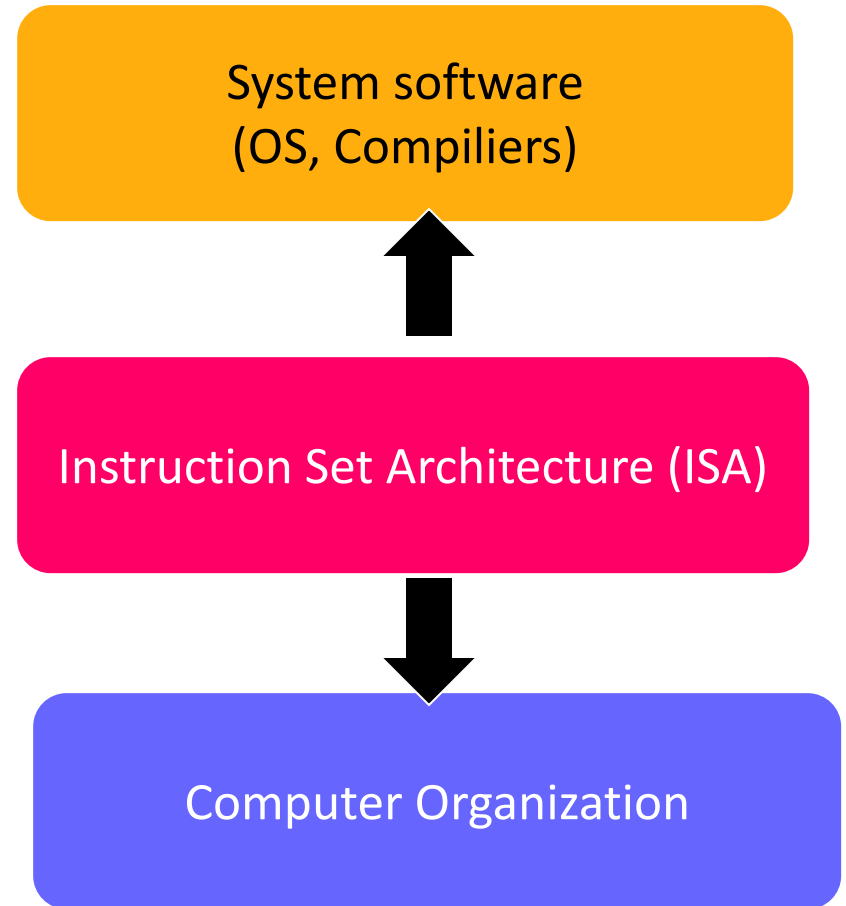 System software
(OS, Compiliers)
Instruction Set Architecture (ISA)
Computer Organization